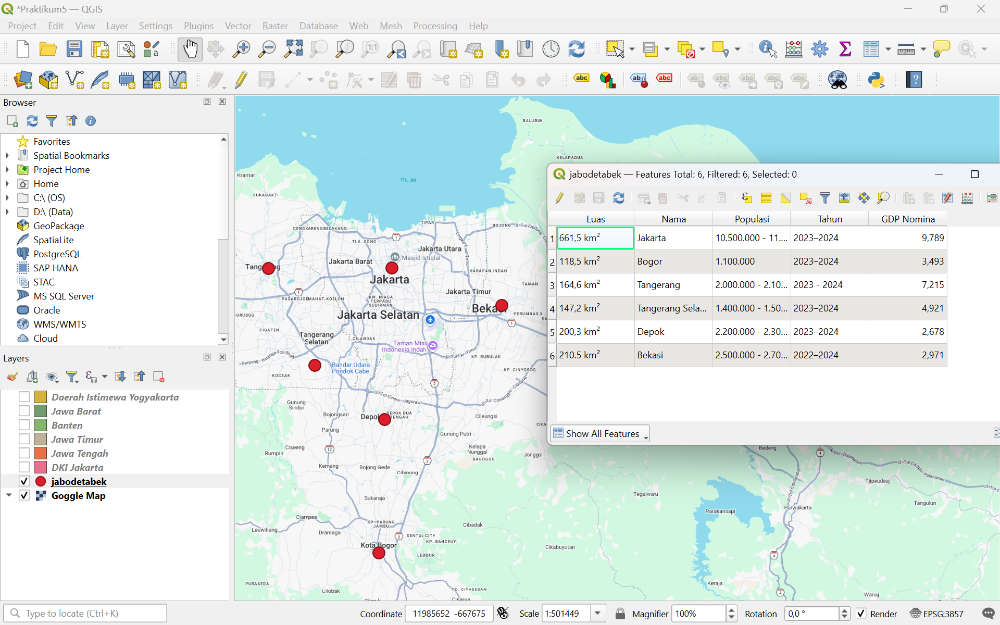 *Praktikum5 — QGIS
Project Edit View Layer Settings Plugins Vector Raster Database Web Mesh Processing Help
Browser
Favorites
Spatial Bookmarks
Project Home
Home
C:\ (OS)
D:\ (Data)
GeoPackage
SpatiaLite
PostgreSQL
SAP HANA
STAC
MS SQL Server
Oracle
WMS/WMTS
Cloud
Layers
Daerah Istimewa Yogyakarta
Jawa Barat
Banten
Jawa Timur
Jawa Tengah
DKI Jakarta
jabodetabek
Goggle Map
BALUBUK
KELAPADUA
Kramat
Tlk. Jkt
SUKABAKTI
CENGKARENGBELAKANG
TIPAR
BOJONG
TLK. GONG
Jakarta Utara
Jakarta Barat
Masjid Istiqlal
Jakarta
HARAPAN INDAH
TAMAN
Jakarta Timur
PASARDJOEMAHAT-KOELON
KW. NIAGA
TERPADU
SUDIRMAN
Jakarta Selatan
PERUMNAS 3
CIGATEN
Tangerang
Selatan
CILANDAK
Taman Mini
Indonesia Indah
KP. BUBULAK
Bandar Udara
Pondok Cabe
KOCEAK
KP. CINYOSOG
Jl-Tol Cinere-Jagorawi
Gunung
Sindur
Bojongsari
DEPOK DUA
TENGAH
Cileungsi
Parung
Gunung Putri
Ciseeng
Rumpin
Kelapa
Nunggal
BAGOGOG
Jonggol
Kemang
Bojong Gede
Cibinong
Sukaraja
Ciampea
KP. PARUNG
JAMBU
Cibadak
Leuwiliang
Dramaga
SENTUL CITY
KP. BANCEUY
Kota Bogor
LEMBUR
Cikabuyutan
PURASEDA
Cilobak
PD. CIPASEBAN
Cisarua
Bedeng
Tjipeudeuj
Tegalwaru
Tangulun
Parakansapi
Purwakarta
Keraja
Wanaj
jabodetabek — Features Total: 6, Filtered: 6, Selected: 0
Luas Nama Populasi Tahun GDP Nomina
1 661,5 km² Jakarta 10.500.000 - 11.... 2023–2024 9,789
2 118,5 km² Bogor 1.100.000 2023–2024 3,493
3 164,6 km² Tangerang 2.000.000 - 2.10... 2023 - 2024 7,215
4 147,2 km² Tangerang Sela... 1.400.000 - 1.50... 2023–2024 4,921
5 200,3 km² Depok 2.200.000 - 2.30... 2023–2024 2,678
6 210.5 km² Bekasi 2.500.000 - 2.70... 2022–2024 2,971
Show All Features
Type to locate (Ctrl+K)
Coordinate 11985652 -667675 Scale 1:501449 Magnifier 100% Rotation 0,0 ° Render EPSG:3857